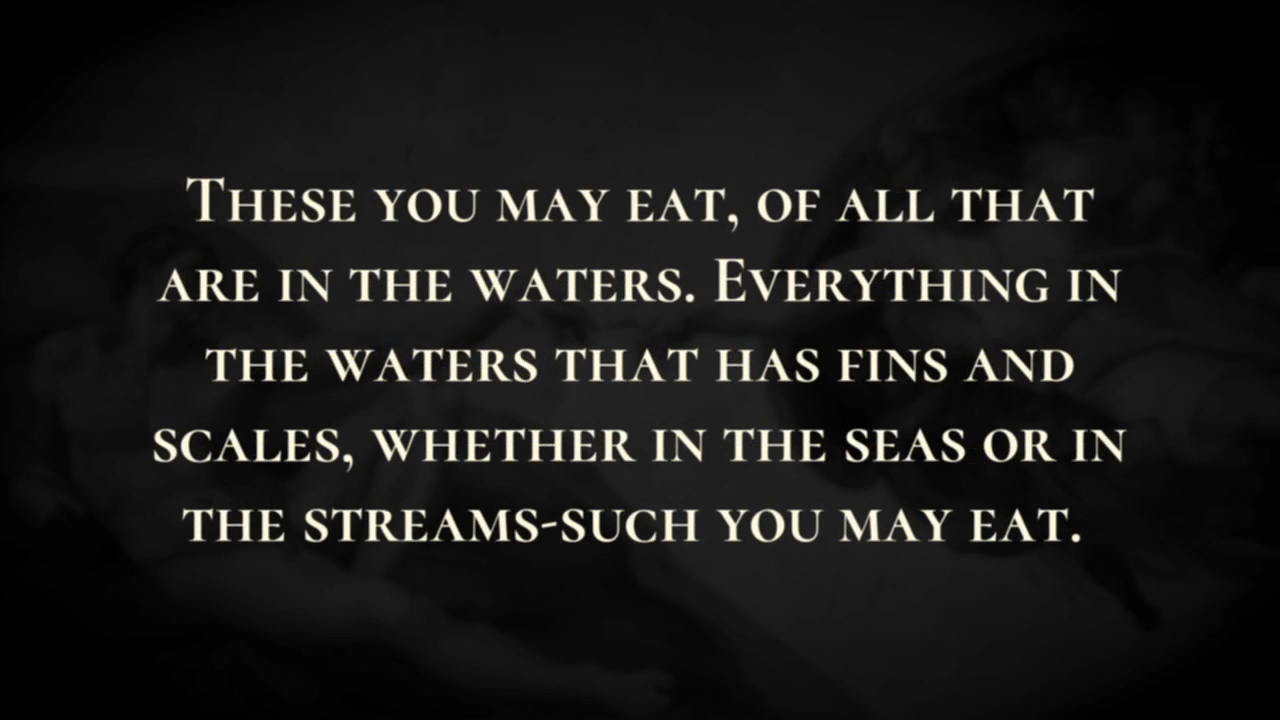 These you may eat, of all that
are in the waters. Everything in
the waters that has fins and
scales, whether in the seas or in
the streams-such you may eat.